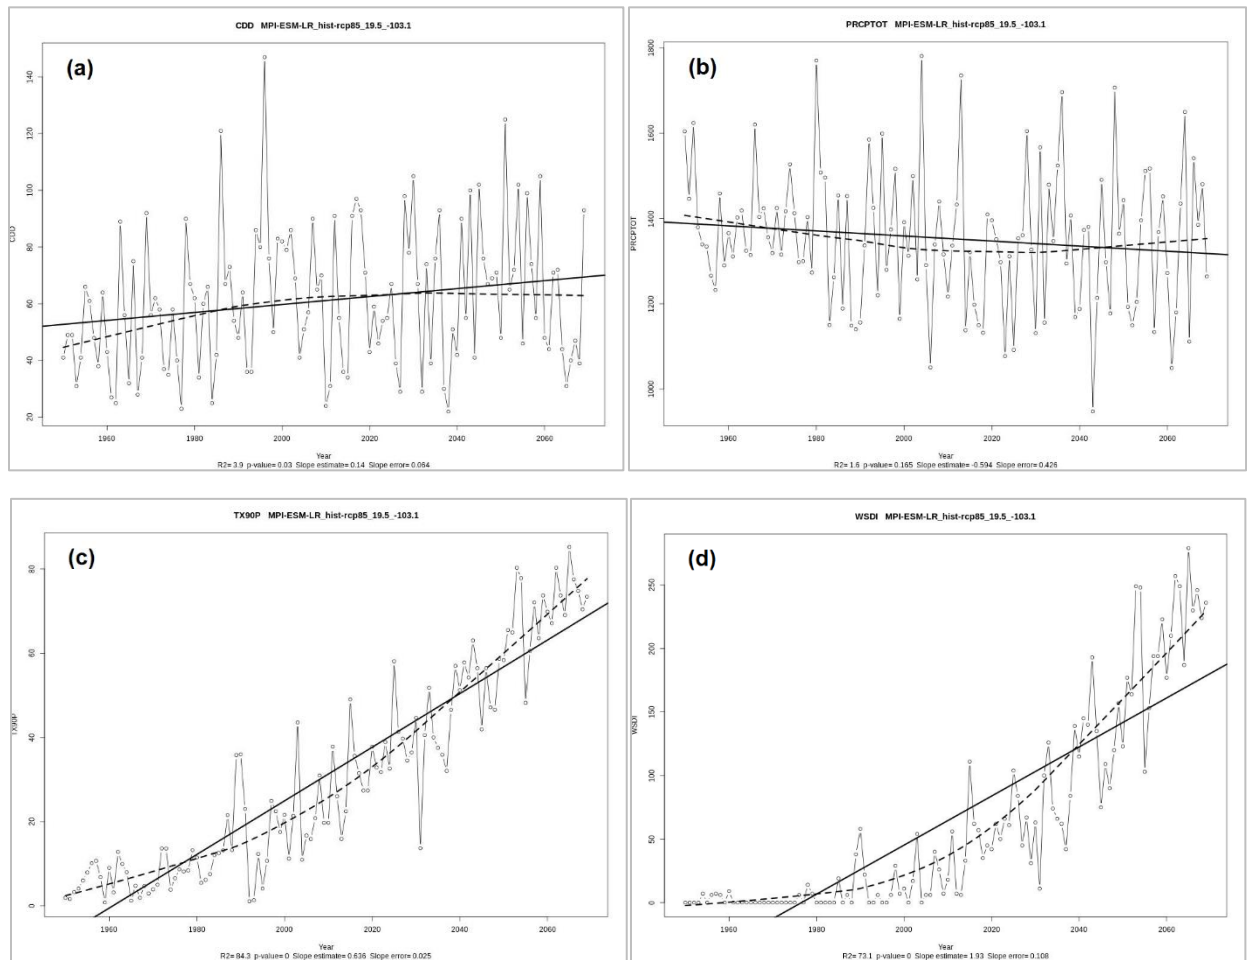 CDD MPI-ESM-LR_hist-rcp85_19.5_-103.1
(a)
CDD
140
120
100
80
60
40
20
1960 1980 2000 2020 2040 2060
Year
R2= 3.9 p-value= 0.03 Slope estimate= 0.14 Slope error= 0.064
PRCPTOT MPI-ESM-LR_hist-rcp85_19.5_-103.1
(b)
PRCPTOT
1800
1600
1400
1200
1000
1960 1980 2000 2020 2040 2060
Year
R2= 1.6 p-value= 0.165 Slope estimate= -0.594 Slope error= 0.426
TX90P MPI-ESM-LR_hist-rcp85_19.5_-103.1
(c)
TX90P
80
60
40
20
0
1960 1980 2000 2020 2040 2060
Year
R2= 84.3 p-value= 0 Slope estimate= 0.636 Slope error= 0.025
WSDI MPI-ESM-LR_hist-rcp85_19.5_-103.1
(d)
WSDI
250
200
150
100
50
0
1960 1980 2000 2020 2040 2060
Year
R2= 73.1 p-value= 0 Slope estimate= 1.93 Slope error= 0.108